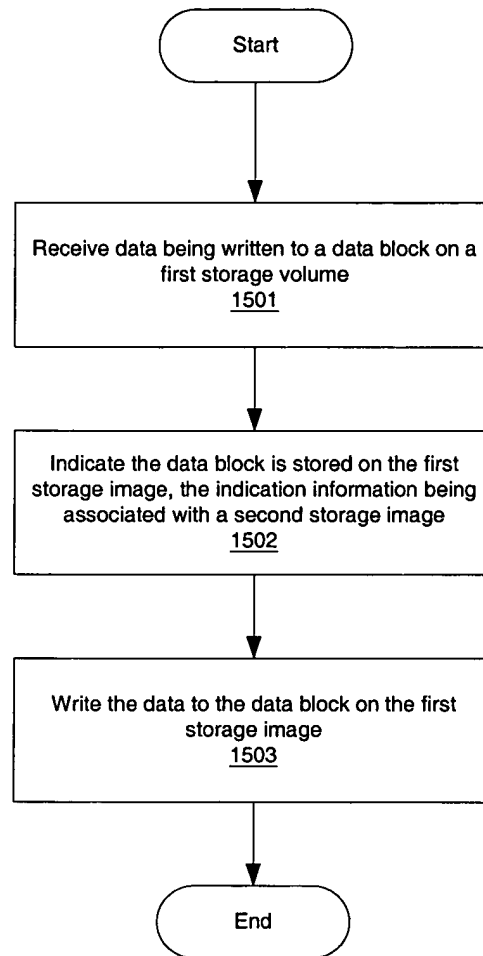 Start
Receive data being written to a data block on a
first storage volume
1501
Indicate the data block is stored on the first
storage image, the indication information being
associated with a second storage image
1502
Write the data to the data block on the first
storage image
1503
End